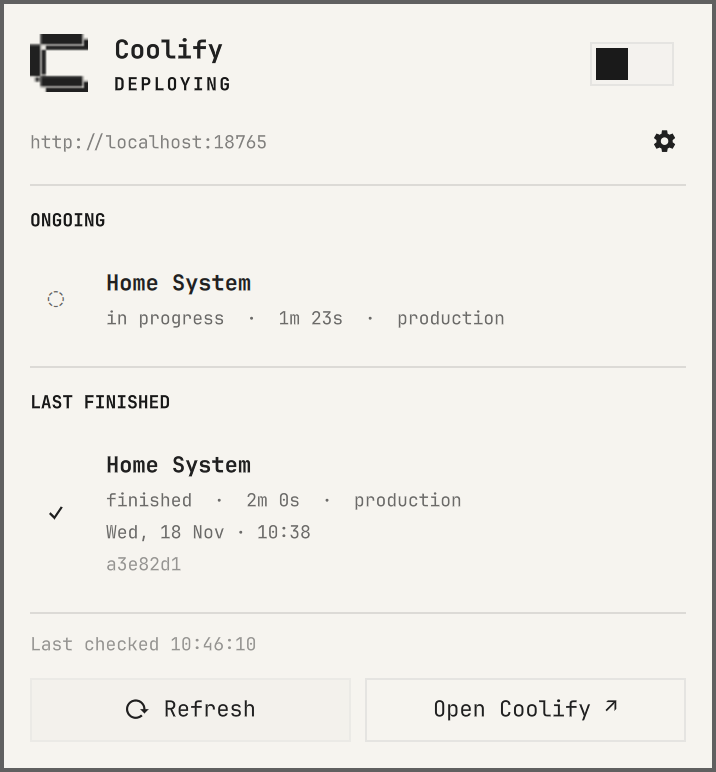 Coolify
DEPLOYING
http://localhost:18765
ONGOING
Home System
in progress · 1m 23s · production
LAST FINISHED
Home System
finished · 2m 0s · production
Wed, 18 Nov · 10:38
a3e82d1
Last checked 10:46:10
Refresh
Open Coolify ↗